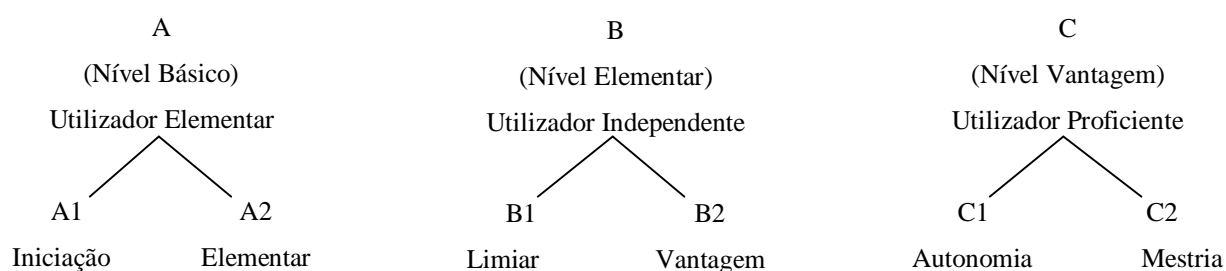 A
(Nível Básico)
Utilizador Elementar
A1 A2
Iniciação Elementar
B
(Nível Elementar)
Utilizador Independente
B1 B2
Limiar Vantagem
C
(Nível Vantagem)
Utilizador Proficiente
C1 C2
Autonomia Mestria